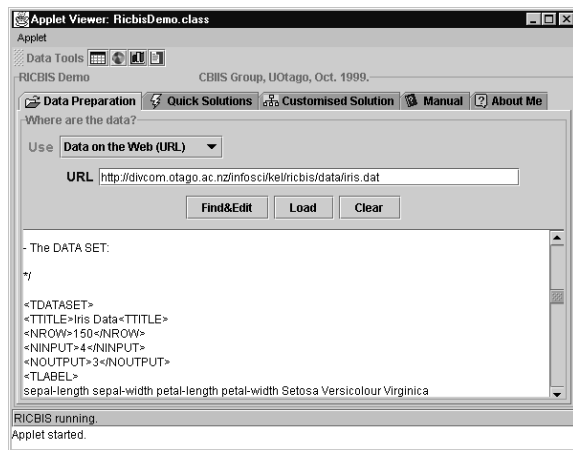 Applet Viewer: RicbisDemo.class
Applet
Data Tools
RICBIS Demo CBIIS Group, UOtago, Oct. 1999.
Data Preparation Quick Solutions Customised Solution Manual About Me
Where are the data?
Use Data on the Web (URL)
URL http://divcom.otago.ac.nz/infosci/kel/ricbis/data/iris.dat
Find&Edit Load Clear
- The DATA SET:
*/
<TDATASET>
<TTITLE>Iris Data<TTITLE>
<NROW>150</NROW>
<NINPUT>4</NINPUT>
<NOUTPUT>3</NOUTPUT>
<TLABEL>
sepal-length sepal-width petal-length petal-width Setosa Versicolour Virginica
RICBIS running.
Applet started.